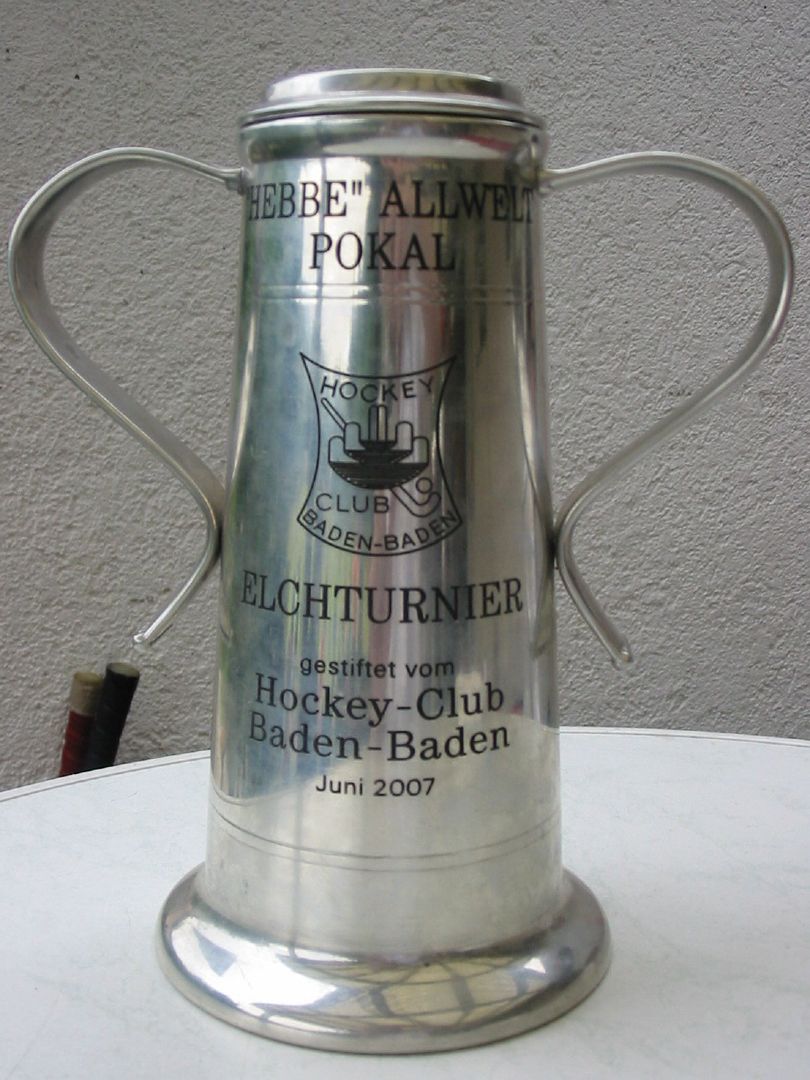 "HEBBE" ALLWELT
POKAL
HOCKEY
CLUB
BADEN-BADEN
ELCHTURNIER
gestiftet vom
Hockey-Club
Baden-Baden
Juni 2007